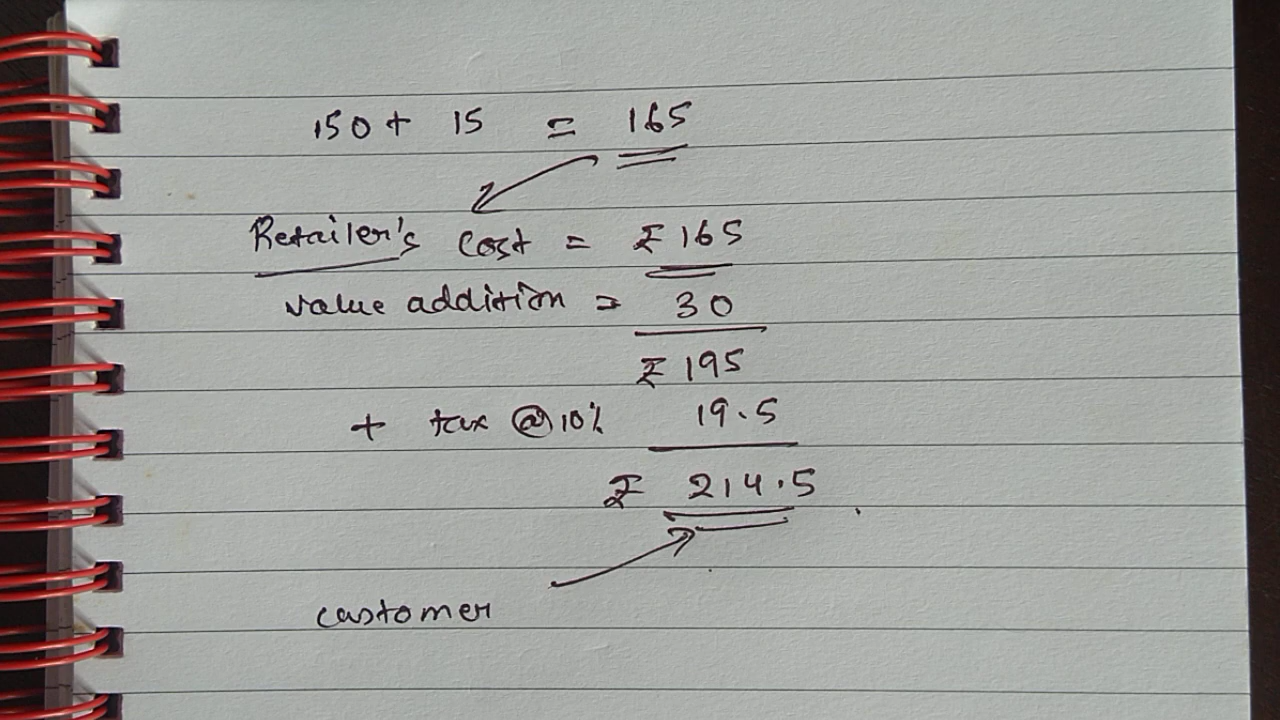 150 + 15 = 165
Retailer's cost = ₹ 165
value addition = 30
₹ 195
+ tax @ 10% 19.5
₹ 214.5
customer